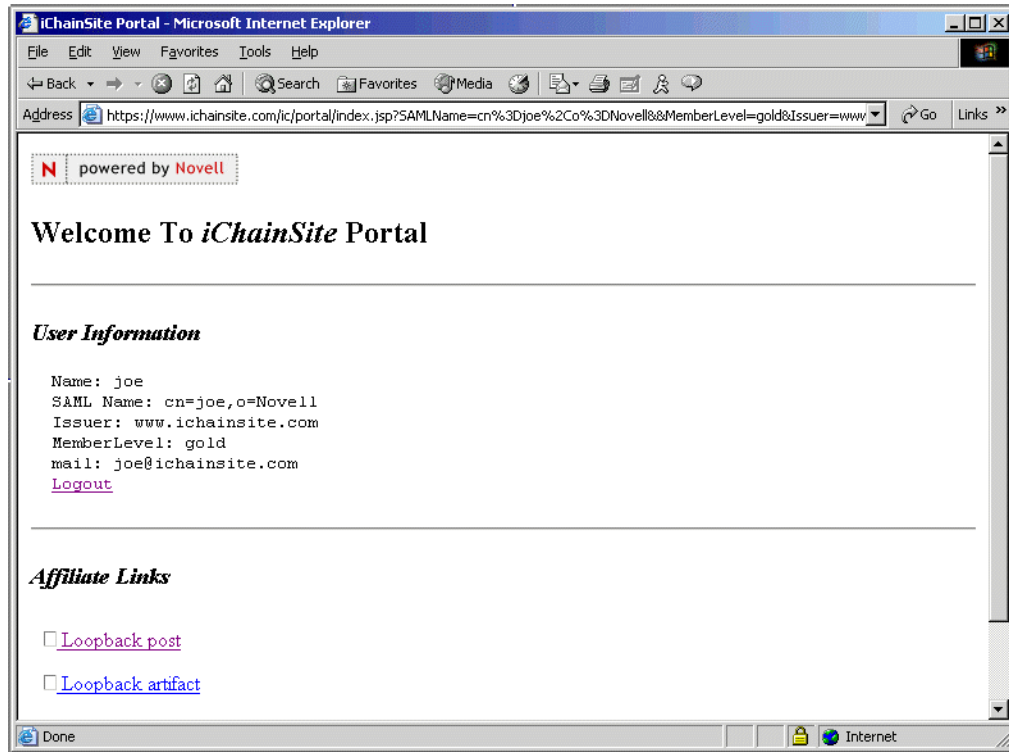 iChainSite Portal - Microsoft Internet Explorer
File Edit View Favorites Tools Help
Back Search Favorites Media
Address https://www.ichainsite.com/ic/portal/index.jsp?SAMLName=cn%3Djoe%2Co%3DNovell&&MemberLevel=gold&Issuer=www Go Links »
N powered by Novell
Welcome To iChainSite Portal
User Information
Name: joe
SAML Name: cn=joe,o=Novell
Issuer: www.ichainsite.com
MemberLevel: gold
mail: joe@ichainsite.com
Logout
Affiliate Links
Loopback post
Loopback artifact
Done Internet